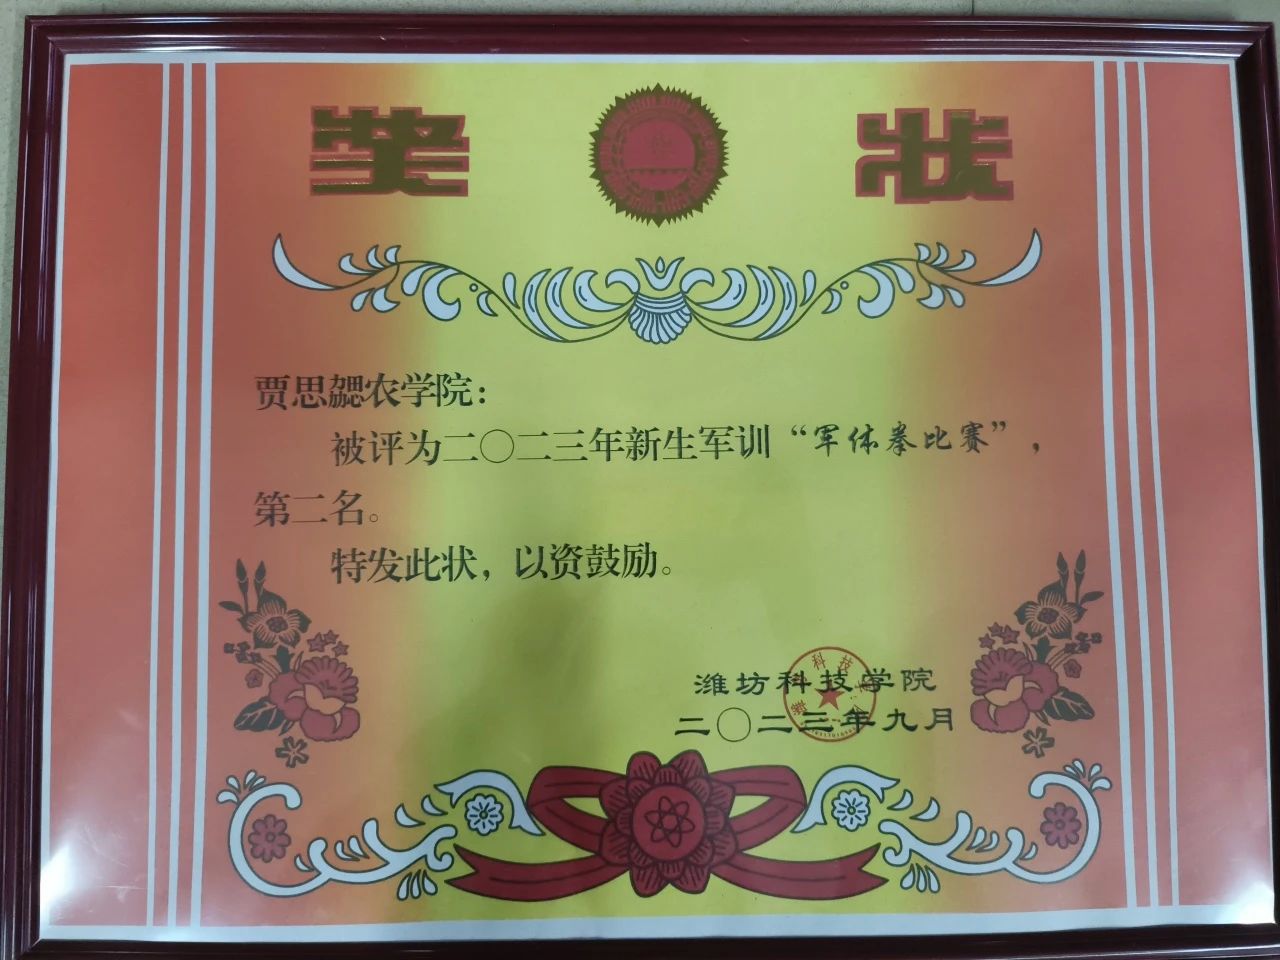 奖状
贾思勰农学院：
被评为二〇二三年新生军训“军体拳比赛”，
第二名。
特发此状，以资鼓励。
潍坊科技学院
二〇二三年九月